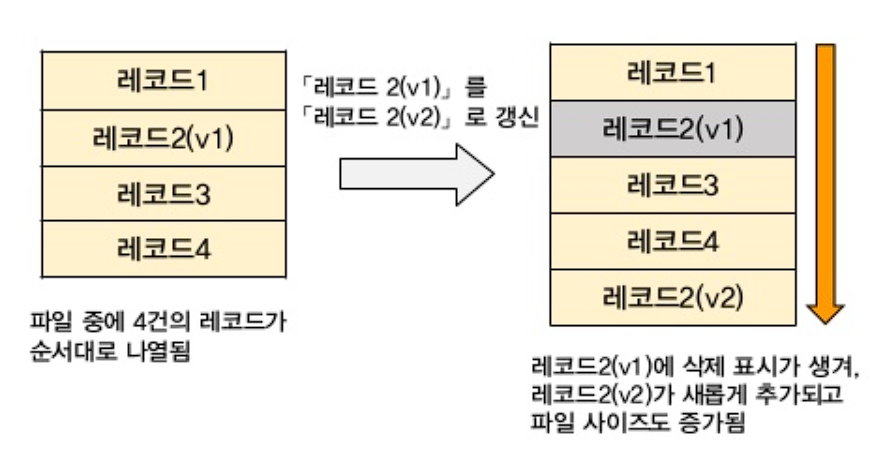 레코드1
레코드2(v1)
레코드3
레코드4
파일 중에 4건의 레코드가
순서대로 나열됨
「레코드 2(v1)」를
「레코드 2(v2)」로 갱신
레코드1
레코드2(v1)
레코드3
레코드4
레코드2(v2)
레코드2(v1)에 삭제 표시가 생겨,
레코드2(v2)가 새롭게 추가되고
파일 사이즈도 증가됨